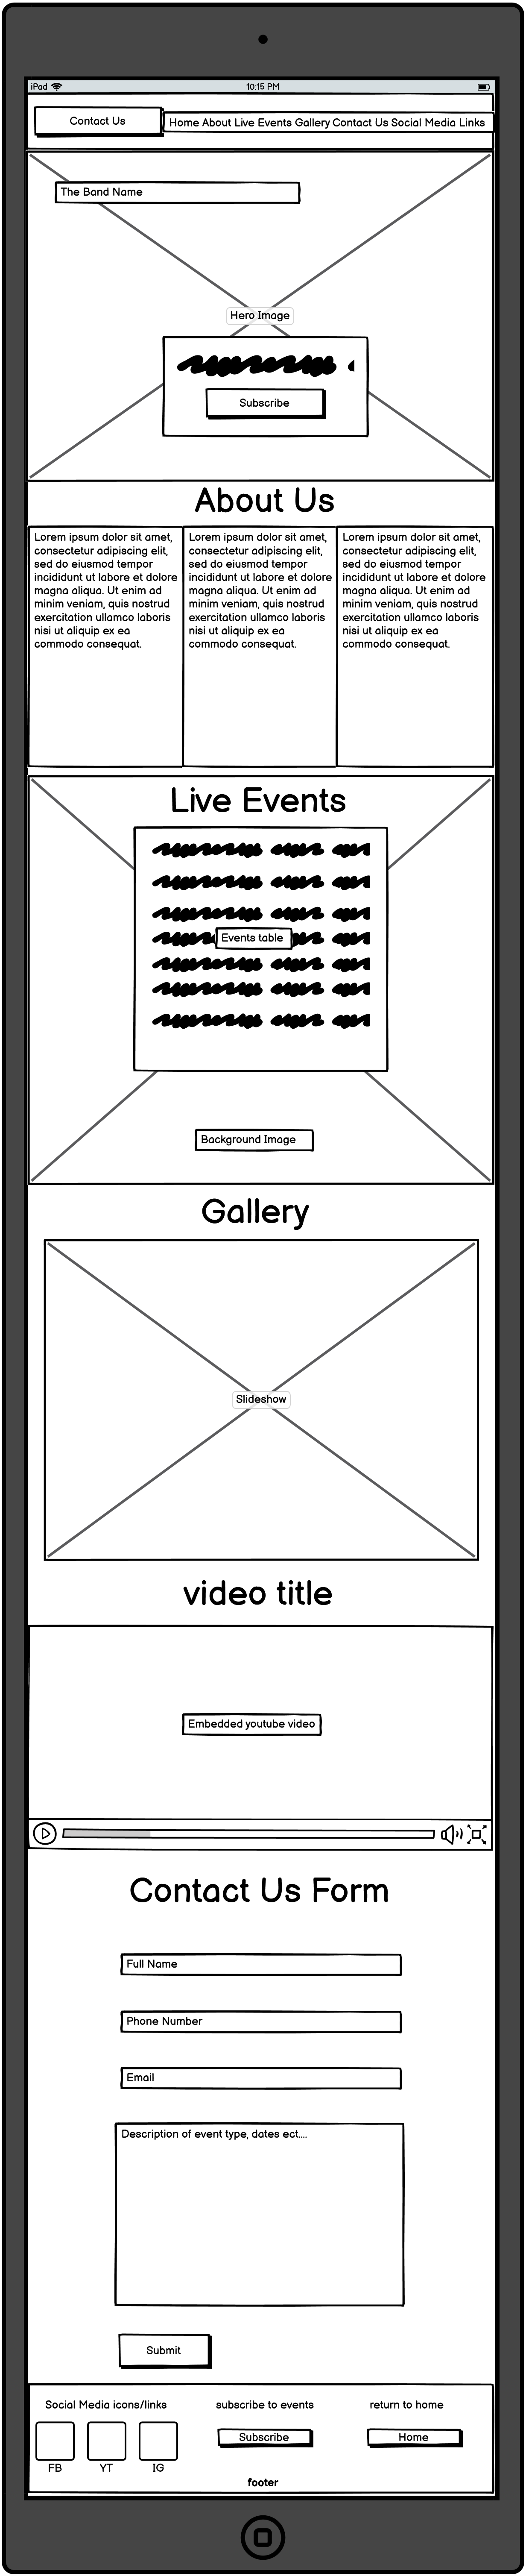 iPad
10:15 PM
Contact Us
Home About Live Events Gallery Contact Us Social Media Links
The Band Name
Hero Image
Subscribe
About Us
Lorem ipsum dolor sit amet,
consectetur adipiscing elit,
sed do eiusmod tempor
incididunt ut labore et dolore
magna aliqua. Ut enim ad
minim veniam, quis nostrud
exercitation ullamco laboris
nisi ut aliquip ex ea
commodo consequat.
Lorem ipsum dolor sit amet,
consectetur adipiscing elit,
sed do eiusmod tempor
incididunt ut labore et dolore
magna aliqua. Ut enim ad
minim veniam, quis nostrud
exercitation ullamco laboris
nisi ut aliquip ex ea
commodo consequat.
Lorem ipsum dolor sit amet,
consectetur adipiscing elit,
sed do eiusmod tempor
incididunt ut labore et dolore
magna aliqua. Ut enim ad
minim veniam, quis nostrud
exercitation ullamco laboris
nisi ut aliquip ex ea
commodo consequat.
Live Events
Events table
Background Image
Gallery
Slideshow
video title
Embedded youtube video
Contact Us Form
Full Name
Phone Number
Email
Description of event type, dates ect....
Submit
Social Media icons/links
subscribe to events
return to home
Subscribe
Home
FB
YT
IG
footer